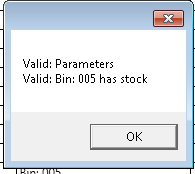 Valid: Parameters
Valid: Bin: 005 has stock
OK